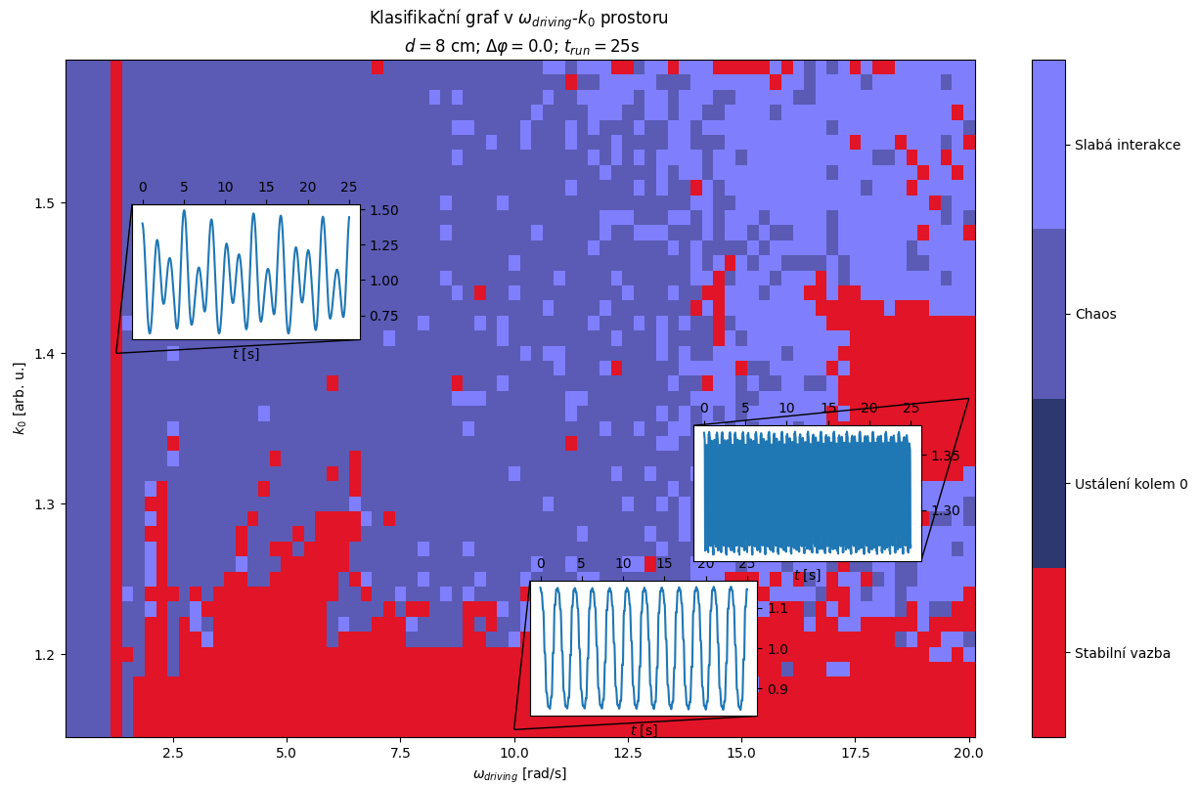 Klasifikační graf v ω_driving-k₀ prostoru
d = 8 cm; Δφ = 0.0; t_run = 25s
k₀ [arb. u.]
1.5
1.4
1.3
1.2
0 5 10 15 20 25
1.50
1.25
1.00
0.75
t [s]
0 5 10 15 20 25
1.35
1.30
t [s]
0 5 10 15 20 25
1.1
1.0
0.9
t [s]
2.5 5.0 7.5 10.0 12.5 15.0 17.5 20.0
ω_driving [rad/s]
Slabá interakce
Chaos
Ustálení kolem 0
Stabilní vazba